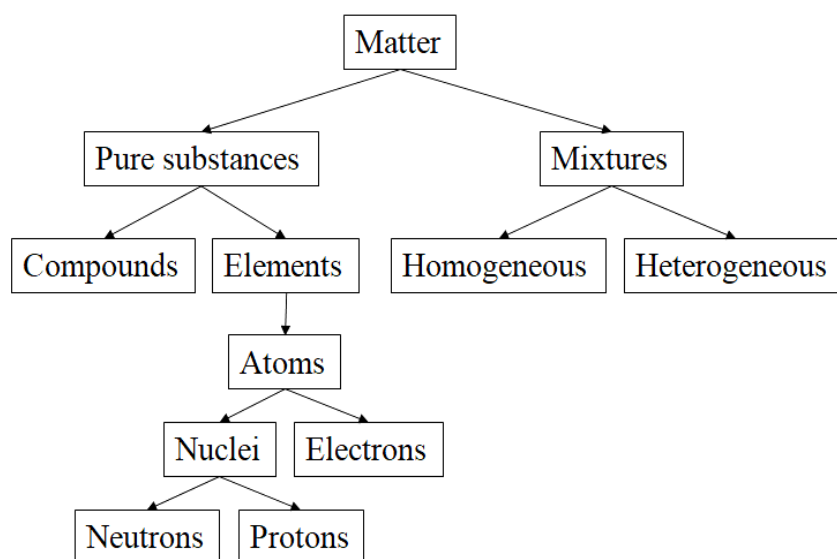 Matter
Pure substances
Mixtures
Compounds
Elements
Homogeneous
Heterogeneous
Atoms
Nuclei
Electrons
Neutrons
Protons